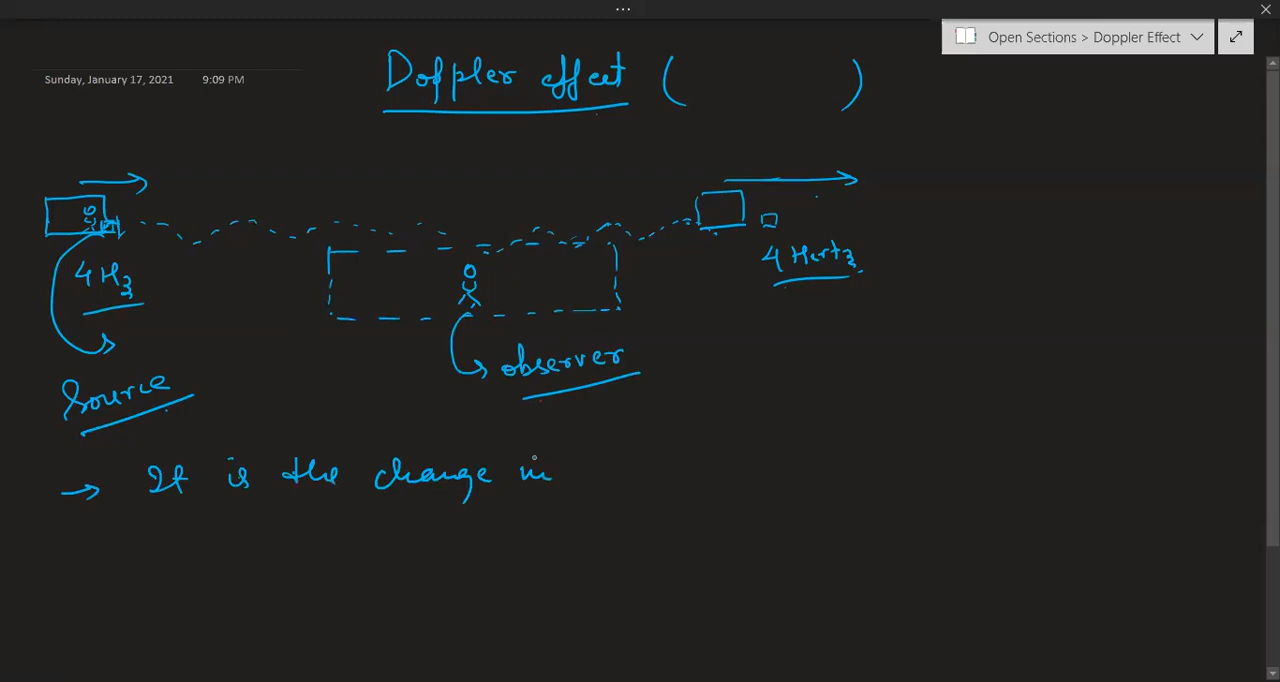 Open Sections > Doppler Effect
Sunday, January 17, 2021 9:09 PM
Doppler effect ( )
4 Hz
4 Hertz
observer
Source
→ It is the change in